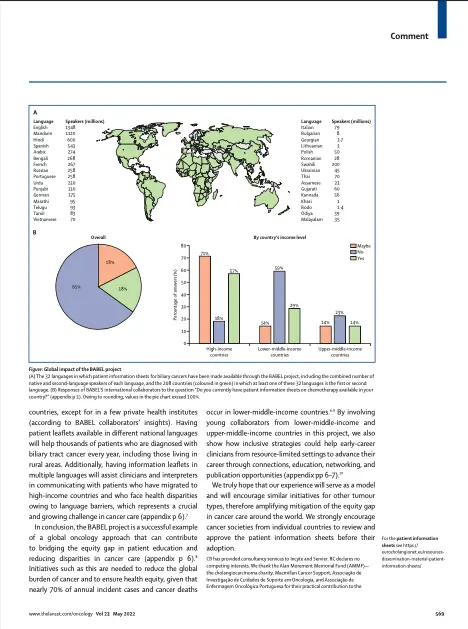 Comment
A
Language Speakers (millions)
English 1348
Mandarin 1120
Hindi 600
Spanish 543
Arabic 274
Bengali 268
French 267
Russian 258
Portuguese 258
Urdu 230
Punjabi 126
German 135
Marathi 95
Telugu 93
Tamil 83
Vietnamese 70
Language Speakers (millions)
Italian 79
Bulgarian 8
Georgian
Lithuanian 3
Polish 50
Romanian 28
Swahili 200
Ukrainian 45
Thai 70
Assamese 23
Gujarati 60
Kannada 56
Khasi 1
Bodo 1·4
Odiya 39
Malayalam 35
B
Overall
18%
18%
65%
By country's income level
Maybe
No
Yes
Percentage of answers (%)
80
70
60
50
40
30
20
10
0
71%
18%
57%
14%
59%
29%
14%
23%
14%
High-income
countries
Lower-middle-income
countries
Upper-middle-income
countries
Figure: Global impact of the BABEL project
(A) The 32 languages in which patient information sheets for biliary cancers have been made available through the BABEL project, including the combined number of
native and second-language speakers of each language, and the 208 countries (coloured in green) in which at least one of these 32 languages is the first or second
language. (B) Responses of BABEL's international collaborators to the question "Do you currently have patient information sheets on chemotherapy available in your
country?" (appendix p 2). Owing to rounding, values in the pie chart exceed 100%.
countries, except for in a few private health institutes
(according to BABEL collaborators' insights). Having
patient leaflets available in different national languages
will help thousands of patients who are diagnosed with
biliary tract cancer every year, including those living in
rural areas. Additionally, having information leaflets in
multiple languages will assist clinicians and interpreters
in communicating with patients who have migrated to
high-income countries and who face health disparities
owing to language barriers, which represents a crucial
and growing challenge in cancer care (appendix p 6).
In conclusion, the BABEL project is a successful example
of a global oncology approach that can contribute
to bridging the equity gap in patient education and
reducing disparities in cancer care (appendix p 6).
Initiatives such as this are needed to reduce the global
burden of cancer and to ensure health equity, given that
nearly 70% of annual incident cases and cancer deaths
occur in lower-middle-income countries. By involving
young collaborators from lower-middle-income and
upper-middle-income countries in this project, we also
show how inclusive strategies could help early-career
clinicians from resource-limited settings to advance their
career through connections, education, networking, and
publication opportunities (appendix pp 6–7).
We truly hope that our experience will serve as a model
and will encourage similar initiatives for other tumour
types, therefore amplifying mitigation of the equity gap
in cancer care around the world. We strongly encourage
cancer societies from individual countries to review and
approve the patient information sheets before their
adoption.
CB has provided consultancy services to Incyte and Servier. RC declares no
competing interests. We thank the Alan Morement Memorial Fund (AMMF)—
the cholangiocarcinoma charity, Macmillan Cancer Support, Associação de
Investigação de Cuidados de Suporte em Oncologia, and Associação de
Enfermagem Oncológica Portuguesa for their practical contribution to the
For the patient information
sheets see https://
eurocholangionet.eu/resources-
dissemination-material-patient-
information-sheets/
www.thelancet.com/oncology Vol 23 May 2022
569